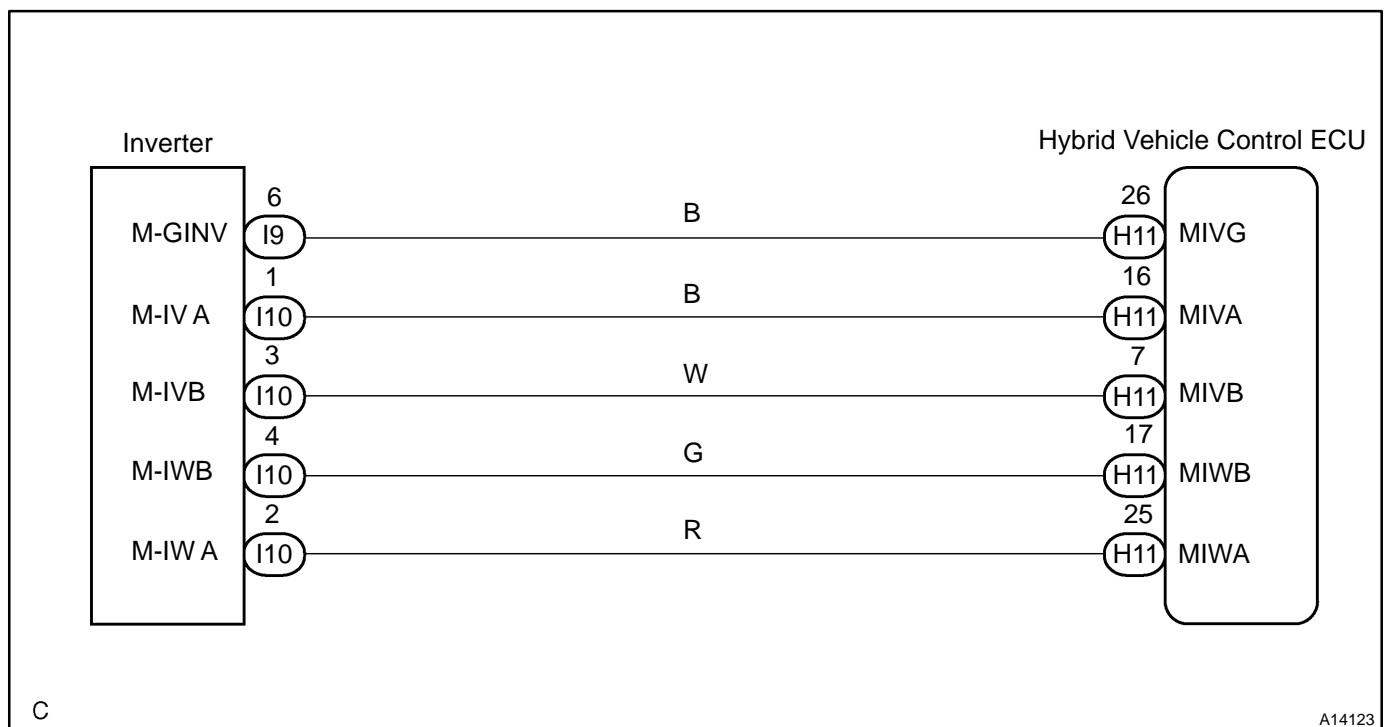 Inverter
Hybrid Vehicle Control ECU
6
B
26
M-GINV
I9
H11
MIVG
1
B
16
M-IV A
I10
H11
MIVA
3
W
7
M-IVB
I10
H11
MIVB
4
G
17
M-IWB
I10
H11
MIWB
2
R
25
M-IW A
I10
H11
MIWA
C
A14123